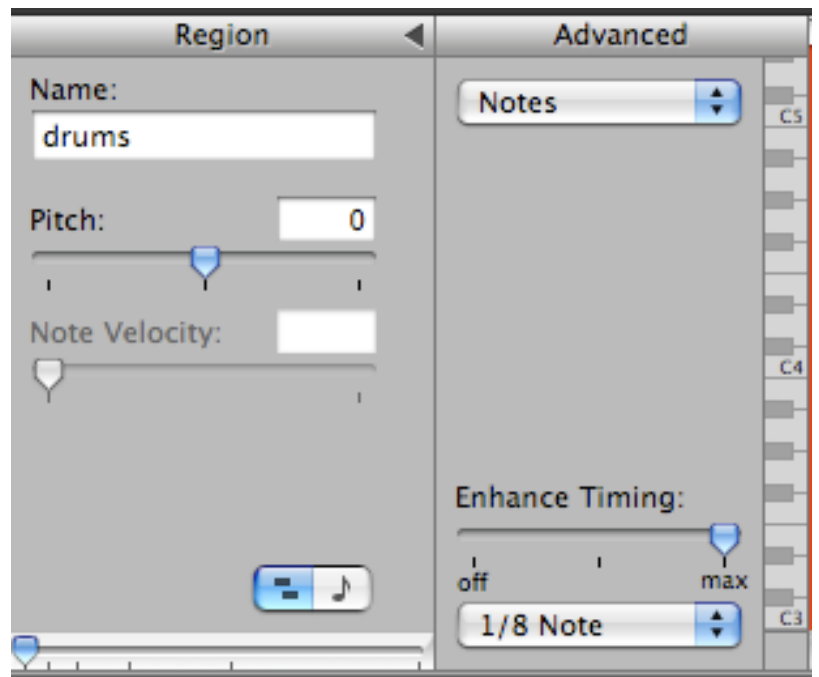 Region
Advanced
Name:
drums
Notes
C5
Pitch:
0
Note Velocity:
C4
Enhance Timing:
off
max
1/8 Note
C3